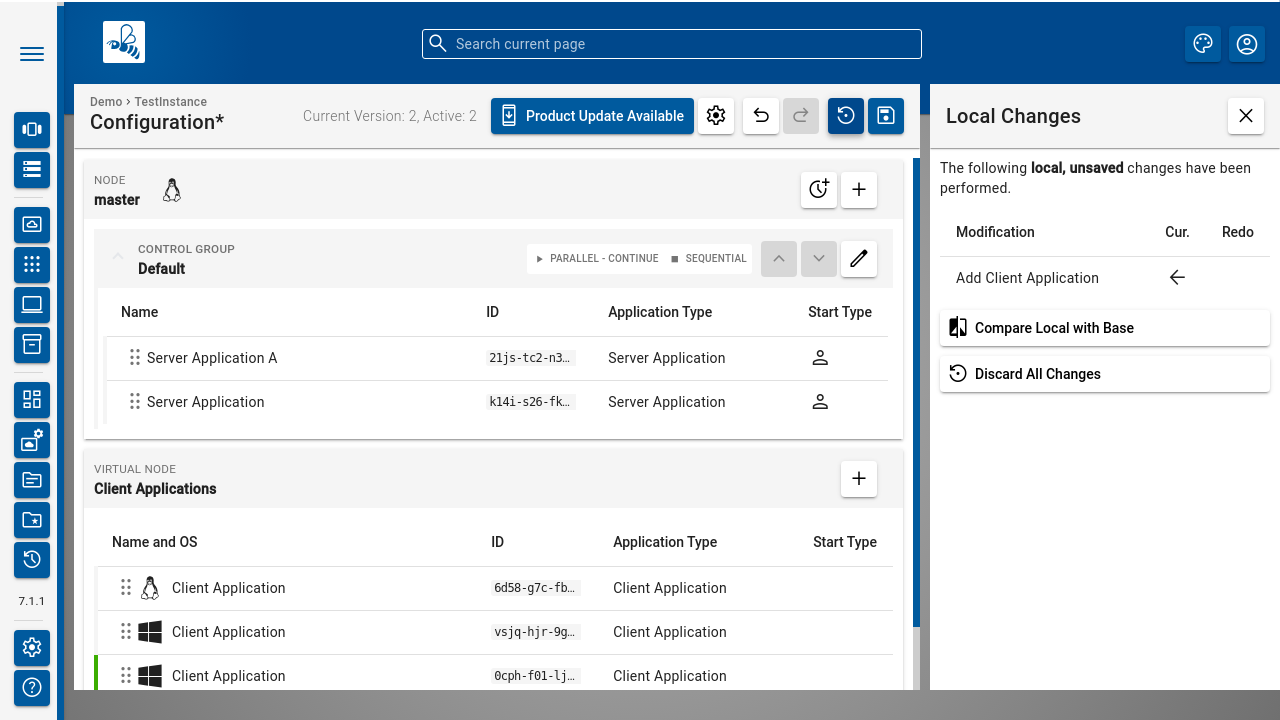 Search current page
Demo › TestInstance
Configuration*
Current Version: 2, Active: 2
Product Update Available
NODE
master
CONTROL GROUP
Default
PARALLEL - CONTINUE
SEQUENTIAL
Name ID Application Type Start Type
Server Application A 21js-tc2-n3… Server Application
Server Application k14i-s26-fk… Server Application
VIRTUAL NODE
Client Applications
Name and OS ID Application Type Start Type
Client Application 6d58-g7c-fb… Client Application
Client Application vsjq-hjr-9g… Client Application
Client Application 0cph-f01-lj… Client Application
7.1.1
Local Changes
The following local, unsaved changes have been
performed.
Modification Cur. Redo
Add Client Application
Compare Local with Base
Discard All Changes